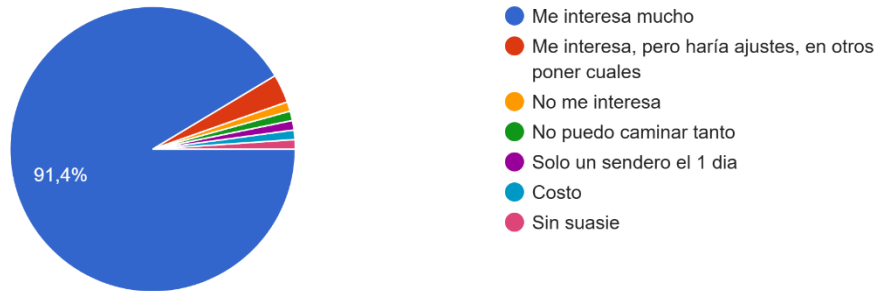 91,4%
Me interesa mucho
Me interesa, pero haría ajustes, en otros
poner cuales
No me interesa
No puedo caminar tanto
Solo un sendero el 1 dia
Costo
Sin suasie